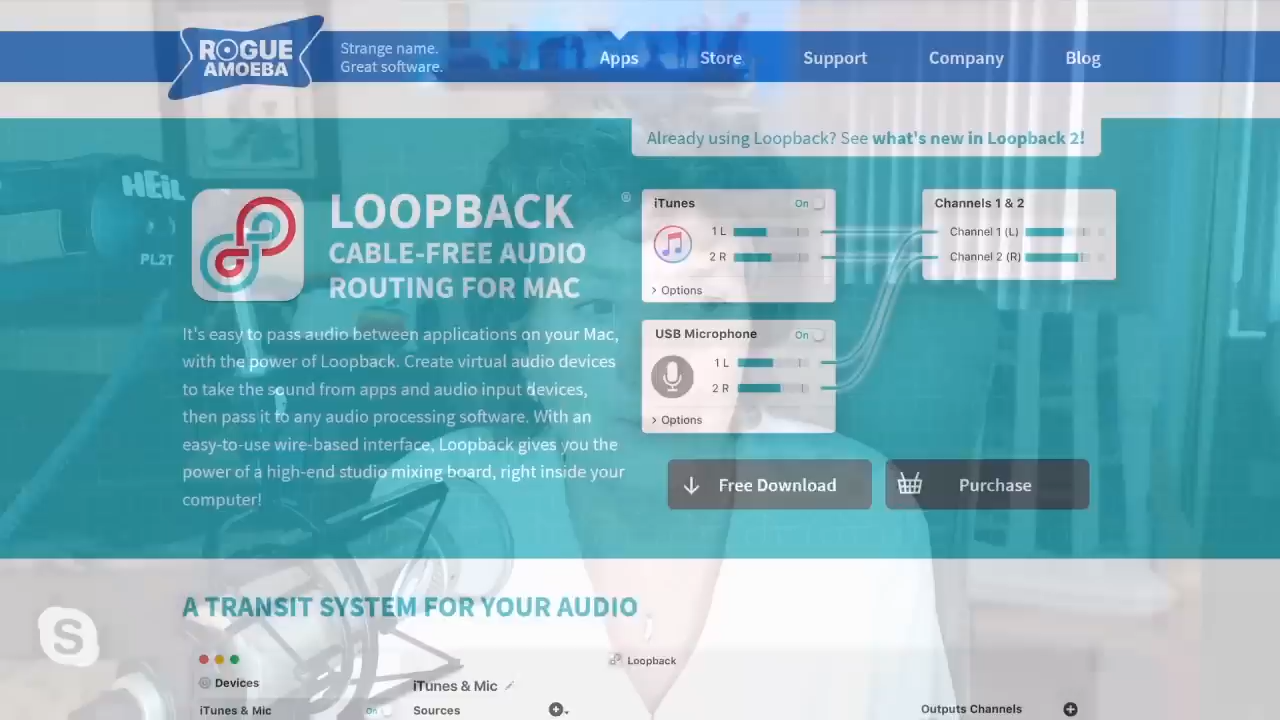 ROGUE
AMOEBA
Strange name.
Great software.
Apps
Store
Support
Company
Blog
Already using Loopback? See what's new in Loopback 2!
HEiL
PL2T
LOOPBACK
®
CABLE-FREE AUDIO
ROUTING FOR MAC
It's easy to pass audio between applications on your Mac,
with the power of Loopback. Create virtual audio devices
to take the sound from apps and audio input devices,
then pass it to any audio processing software. With an
easy-to-use wire-based interface, Loopback gives you the
power of a high-end studio mixing board, right inside your
computer!
iTunes
On
1 L
2 R
› Options
USB Microphone
On
1 L
2 R
› Options
Channels 1 & 2
Channel 1 (L)
Channel 2 (R)
Free Download
Purchase
A TRANSIT SYSTEM FOR YOUR AUDIO
S
Loopback
Devices
iTunes & Mic
iTunes & Mic
On
Sources
Outputs Channels